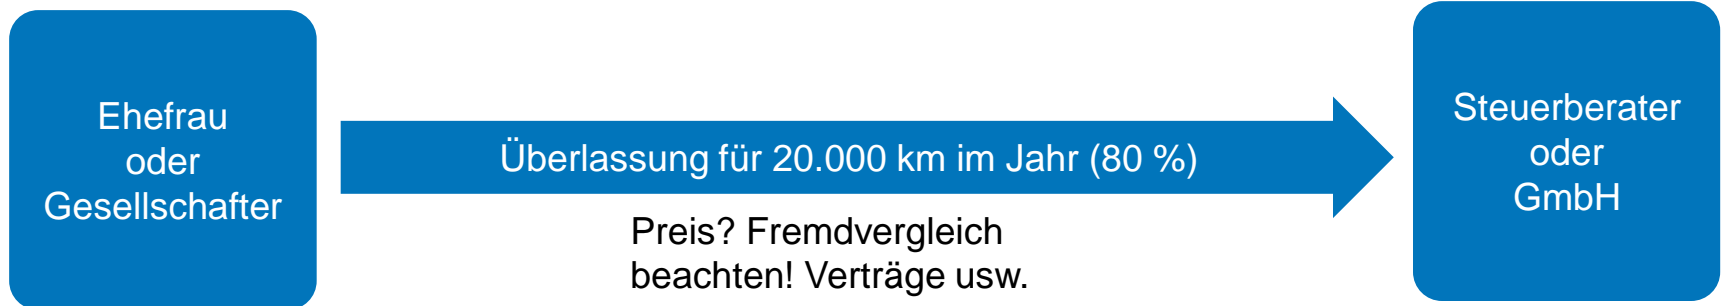 Ehefrau
oder
Gesellschafter
Überlassung für 20.000 km im Jahr (80 %)
Preis? Fremdvergleich
beachten! Verträge usw.
Steuerberater
oder
GmbH